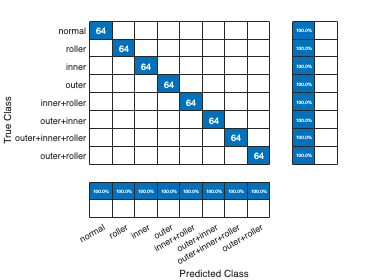 normal 64 100.0%
roller 64 100.0%
inner 64 100.0%
outer 64 100.0%
inner+roller 64 100.0%
outer+inner 64 100.0%
outer+inner+roller 64 100.0%
outer+roller 64 100.0%
True Class
100.0% 100.0% 100.0% 100.0% 100.0% 100.0% 100.0% 100.0%
normal roller inner outer inner+roller outer+inner outer+inner+roller outer+roller
Predicted Class